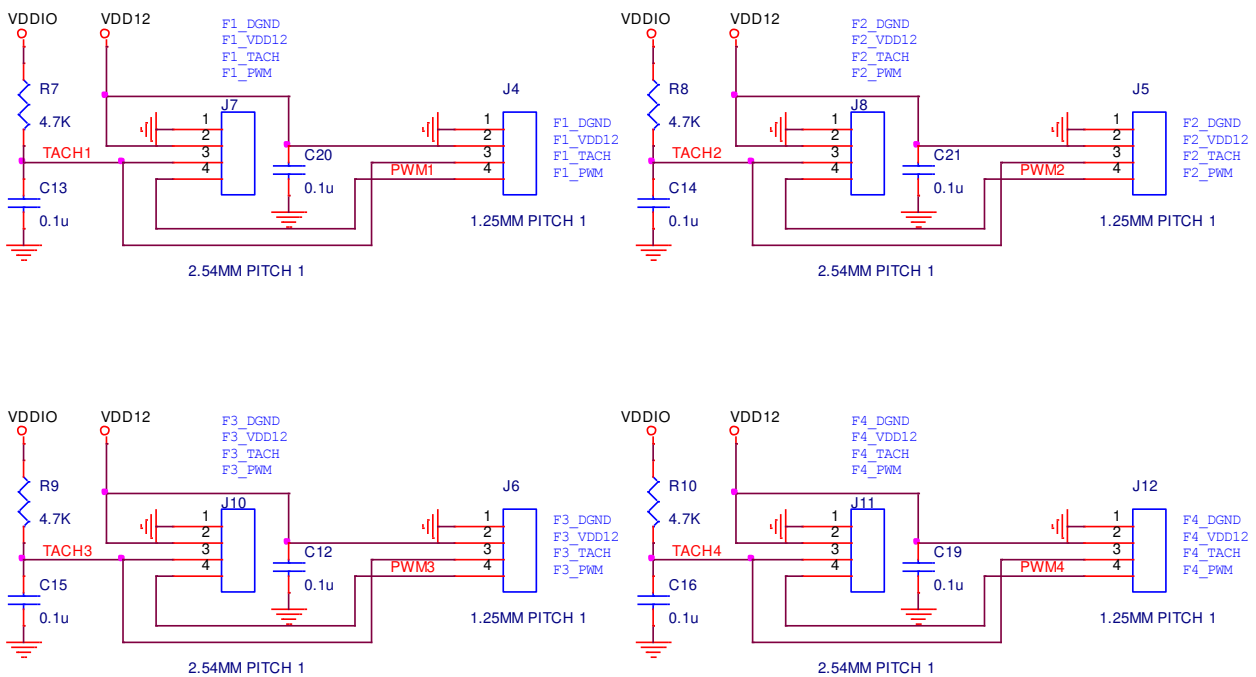 VDDIO
VDD12
F1_DGND
F1_VDD12
F1_TACH
F1_PWM
R7
4.7K
J7
1
2
3
4
TACH1
C13
0.1u
C20
0.1u
PWM1
J4
1
2
3
4
F1_DGND
F1_VDD12
F1_TACH
F1_PWM
1.25MM PITCH 1
2.54MM PITCH 1
VDDIO
VDD12
F2_DGND
F2_VDD12
F2_TACH
F2_PWM
R8
4.7K
J8
1
2
3
4
TACH2
C14
0.1u
C21
0.1u
PWM2
J5
1
2
3
4
F2_DGND
F2_VDD12
F2_TACH
F2_PWM
1.25MM PITCH 1
2.54MM PITCH 1
VDDIO
VDD12
F3_DGND
F3_VDD12
F3_TACH
F3_PWM
R9
4.7K
J10
1
2
3
4
TACH3
C15
0.1u
C12
0.1u
PWM3
J6
1
2
3
4
F3_DGND
F3_VDD12
F3_TACH
F3_PWM
1.25MM PITCH 1
2.54MM PITCH 1
VDDIO
VDD12
F4_DGND
F4_VDD12
F4_TACH
F4_PWM
R10
4.7K
J11
1
2
3
4
TACH4
C16
0.1u
C19
0.1u
PWM4
J12
1
2
3
4
F4_DGND
F4_VDD12
F4_TACH
F4_PWM
1.25MM PITCH 1
2.54MM PITCH 1